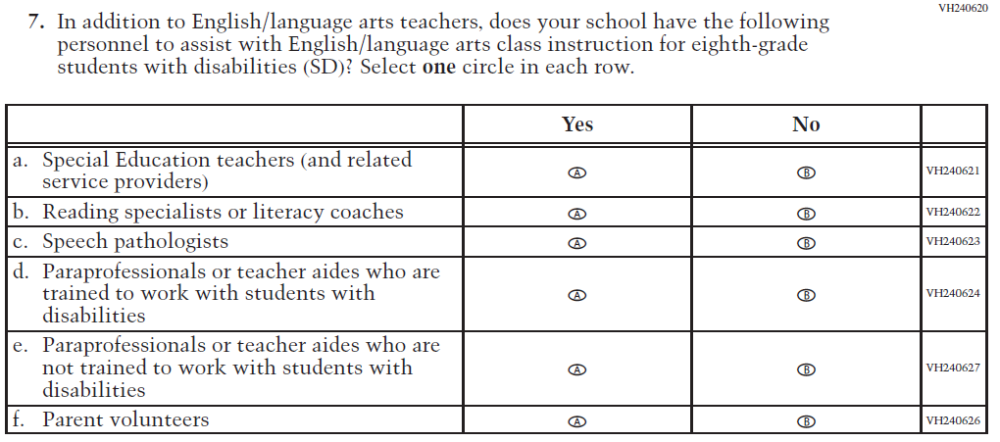 VH240620
7. In addition to English/language arts teachers, does your school have the following
personnel to assist with English/language arts class instruction for eighth-grade
students with disabilities (SD)? Select one circle in each row.
Yes No
a. Special Education teachers (and related
service providers)
A B VH240621
b. Reading specialists or literacy coaches A B VH240622
c. Speech pathologists A B VH240623
d. Paraprofessionals or teacher aides who are
trained to work with students with
disabilities
A B VH240624
e. Paraprofessionals or teacher aides who are
not trained to work with students with
disabilities
A B VH240627
f. Parent volunteers A B VH240626